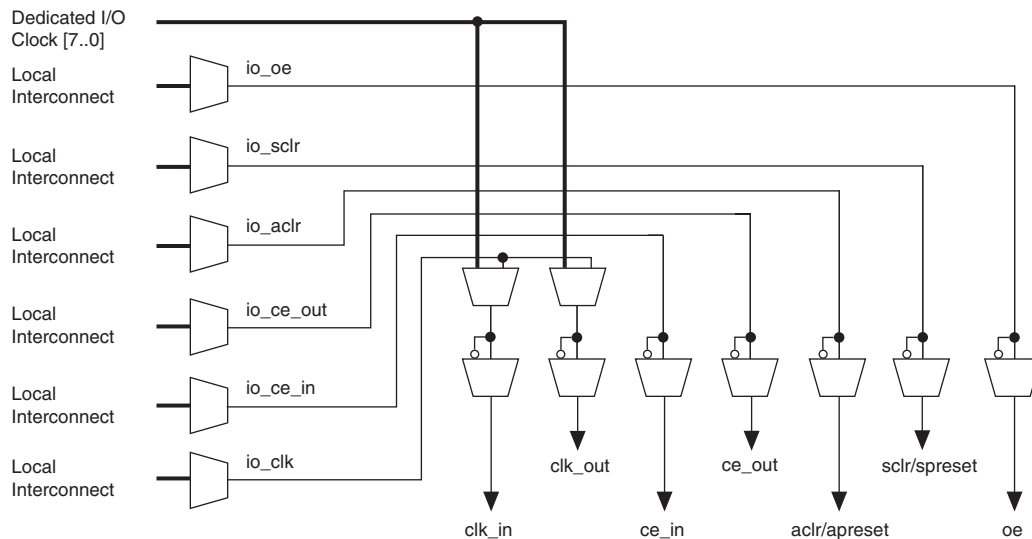 Dedicated I/O
Clock [7..0]
Local
Interconnect
io_oe
Local
Interconnect
io_sclr
Local
Interconnect
io_aclr
Local
Interconnect
io_ce_out
Local
Interconnect
io_ce_in
Local
Interconnect
io_clk
clk_out
ce_out
sclr/spreset
clk_in
ce_in
aclr/apreset
oe